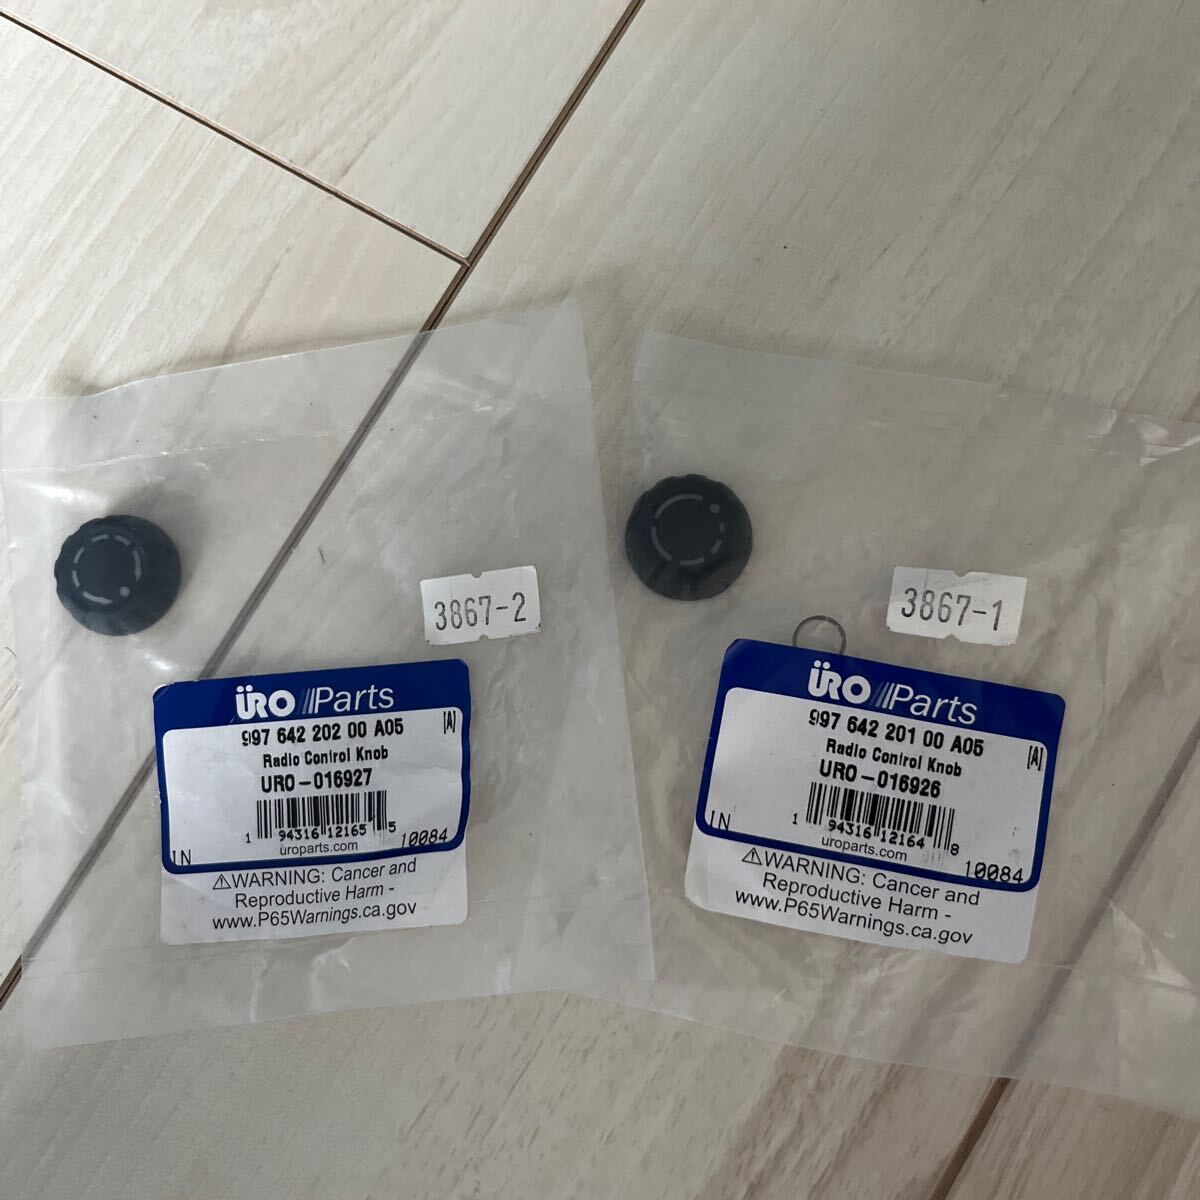 3867-2
ÜRO Parts
997 642 202 00 A05 [A]
Radio Control Knob
URO-016927
1 94316 12165 5
uroparts.com
IN 10084
⚠WARNING: Cancer and
Reproductive Harm -
www.P65Warnings.ca.gov
3867-1
ÜRO Parts
997 642 201 00 A05 [A]
Radio Control Knob
URO-016926
1 94316 12164 8
uroparts.com
IN 10084
⚠WARNING: Cancer and
Reproductive Harm -
www.P65Warnings.ca.gov